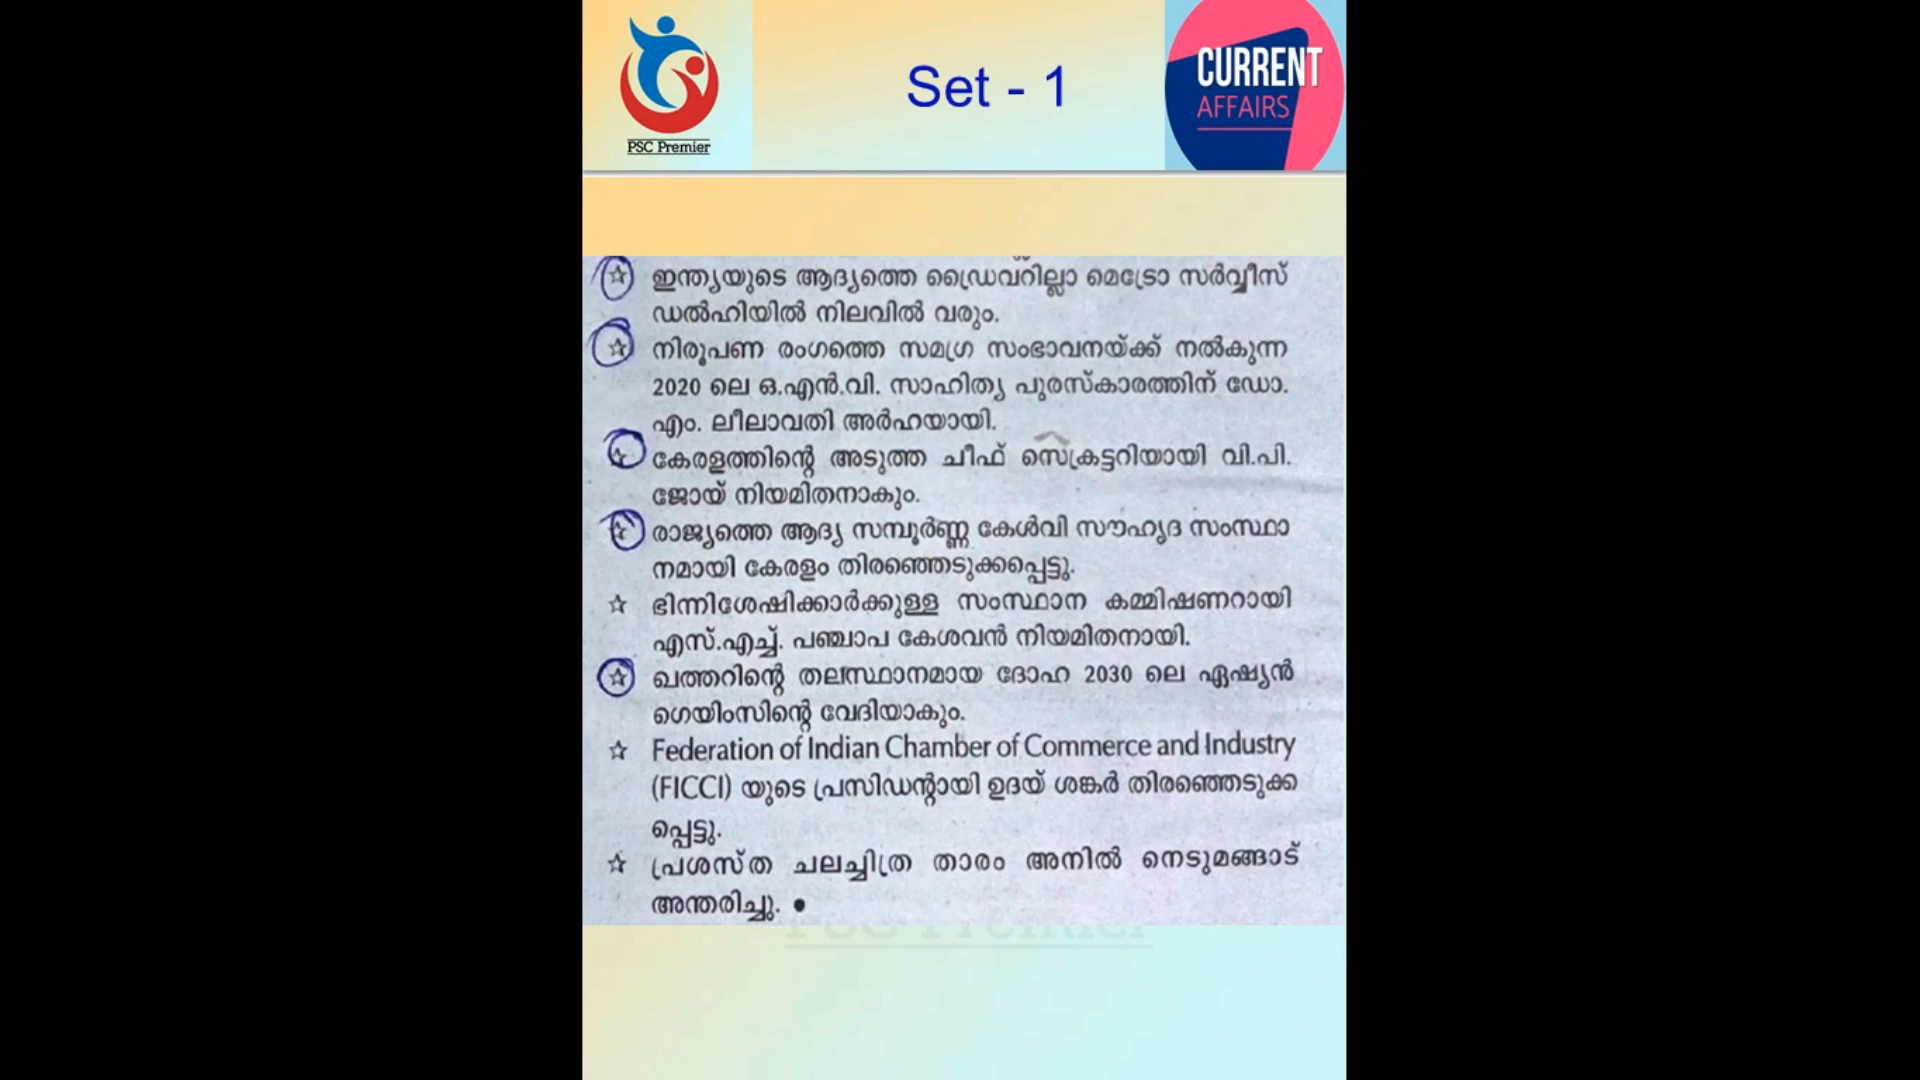 PSC Premier
Set - 1
CURRENT
AFFAIRS
☆ ഇന്ത്യയുടെ ആദ്യത്തെ ഡ്രൈവറില്ലാ മെട്രോ സർവ്വീസ്
ഡൽഹിയിൽ നിലവിൽ വരും.
☆ നിരൂപണ രംഗത്തെ സമഗ്ര സംഭാവനയ്ക്ക് നൽകുന്ന
2020 ലെ ഒ.എൻ.വി. സാഹിത്യ പുരസ്കാരത്തിന് ഡോ.
എം. ലീലാവതി അർഹയായി.
☆ കേരളത്തിന്റെ അടുത്ത ചീഫ് സെക്രട്ടറിയായി വി.പി.
ജോയ് നിയമിതനാകും.
☆ രാജ്യത്തെ ആദ്യ സമ്പൂർണ്ണ കേൾവി സൗഹൃദ സംസ്ഥാ
നമായി കേരളം തിരഞ്ഞെടുക്കപ്പെട്ടു.
☆ ഭിന്നിശേഷിക്കാർക്കുള്ള സംസ്ഥാന കമ്മിഷണറായി
എസ്.എച്ച്. പഞ്ചാപ കേശവൻ നിയമിതനായി.
☆ ഖത്തറിന്റെ തലസ്ഥാനമായ ദോഹ 2030 ലെ ഏഷ്യൻ
ഗെയിംസിന്റെ വേദിയാകും.
☆ Federation of Indian Chamber of Commerce and Industry
(FICCI) യുടെ പ്രസിഡന്റായി ഉദയ് ശങ്കർ തിരഞ്ഞെടുക്ക
പ്പെട്ടു.
☆ പ്രശസ്ത ചലച്ചിത്ര താരം അനിൽ നെടുമങ്ങാട്
അന്തരിച്ചു. ●
PSC Premier